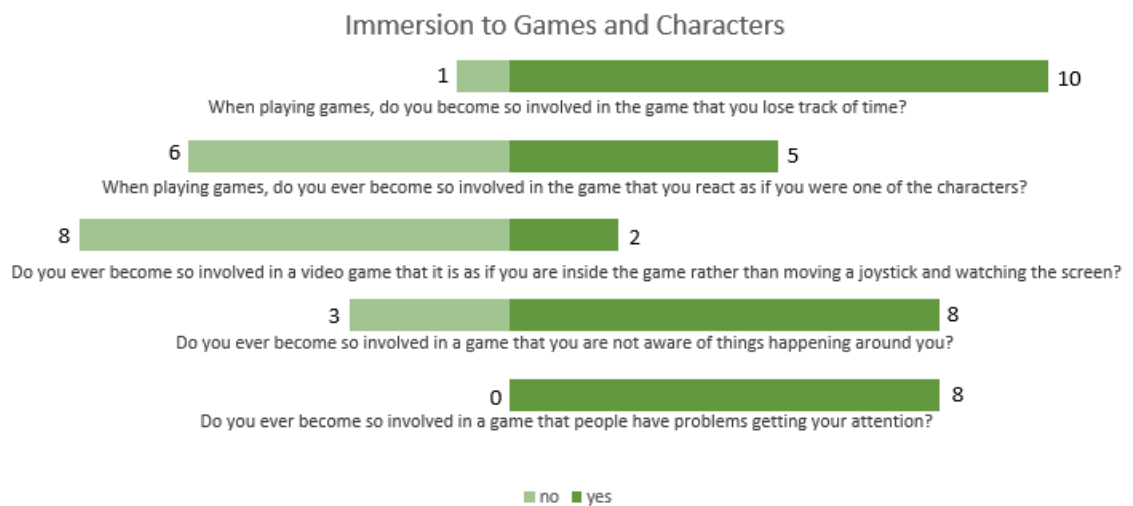 Immersion to Games and Characters
1 10
When playing games, do you become so involved in the game that you lose track of time?
6 5
When playing games, do you ever become so involved in the game that you react as if you were one of the characters?
8 2
Do you ever become so involved in a video game that it is as if you are inside the game rather than moving a joystick and watching the screen?
3 8
Do you ever become so involved in a game that you are not aware of things happening around you?
0 8
Do you ever become so involved in a game that people have problems getting your attention?
no yes